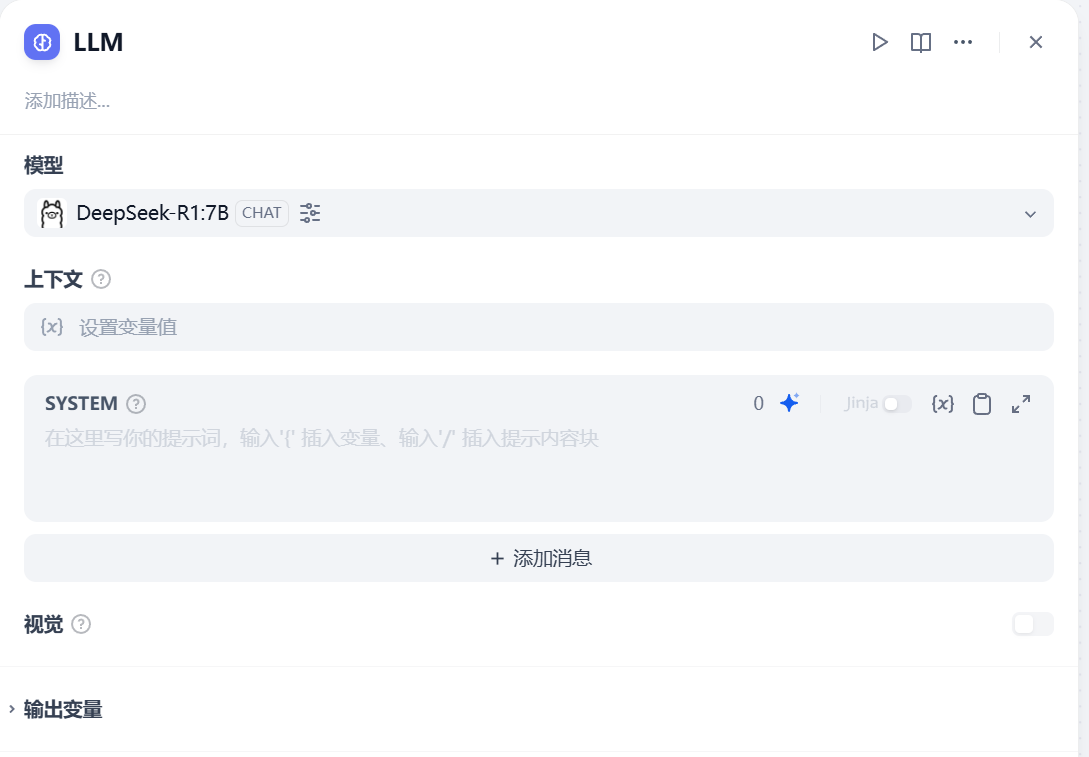 LLM
添加描述...
模型
DeepSeek-R1:7B CHAT
上下文 ?
{x} 设置变量值
SYSTEM ? 0 Jinja {x}
在这里写你的提示词，输入'{' 插入变量、输入'/' 插入提示内容块
+ 添加消息
视觉 ?
输出变量